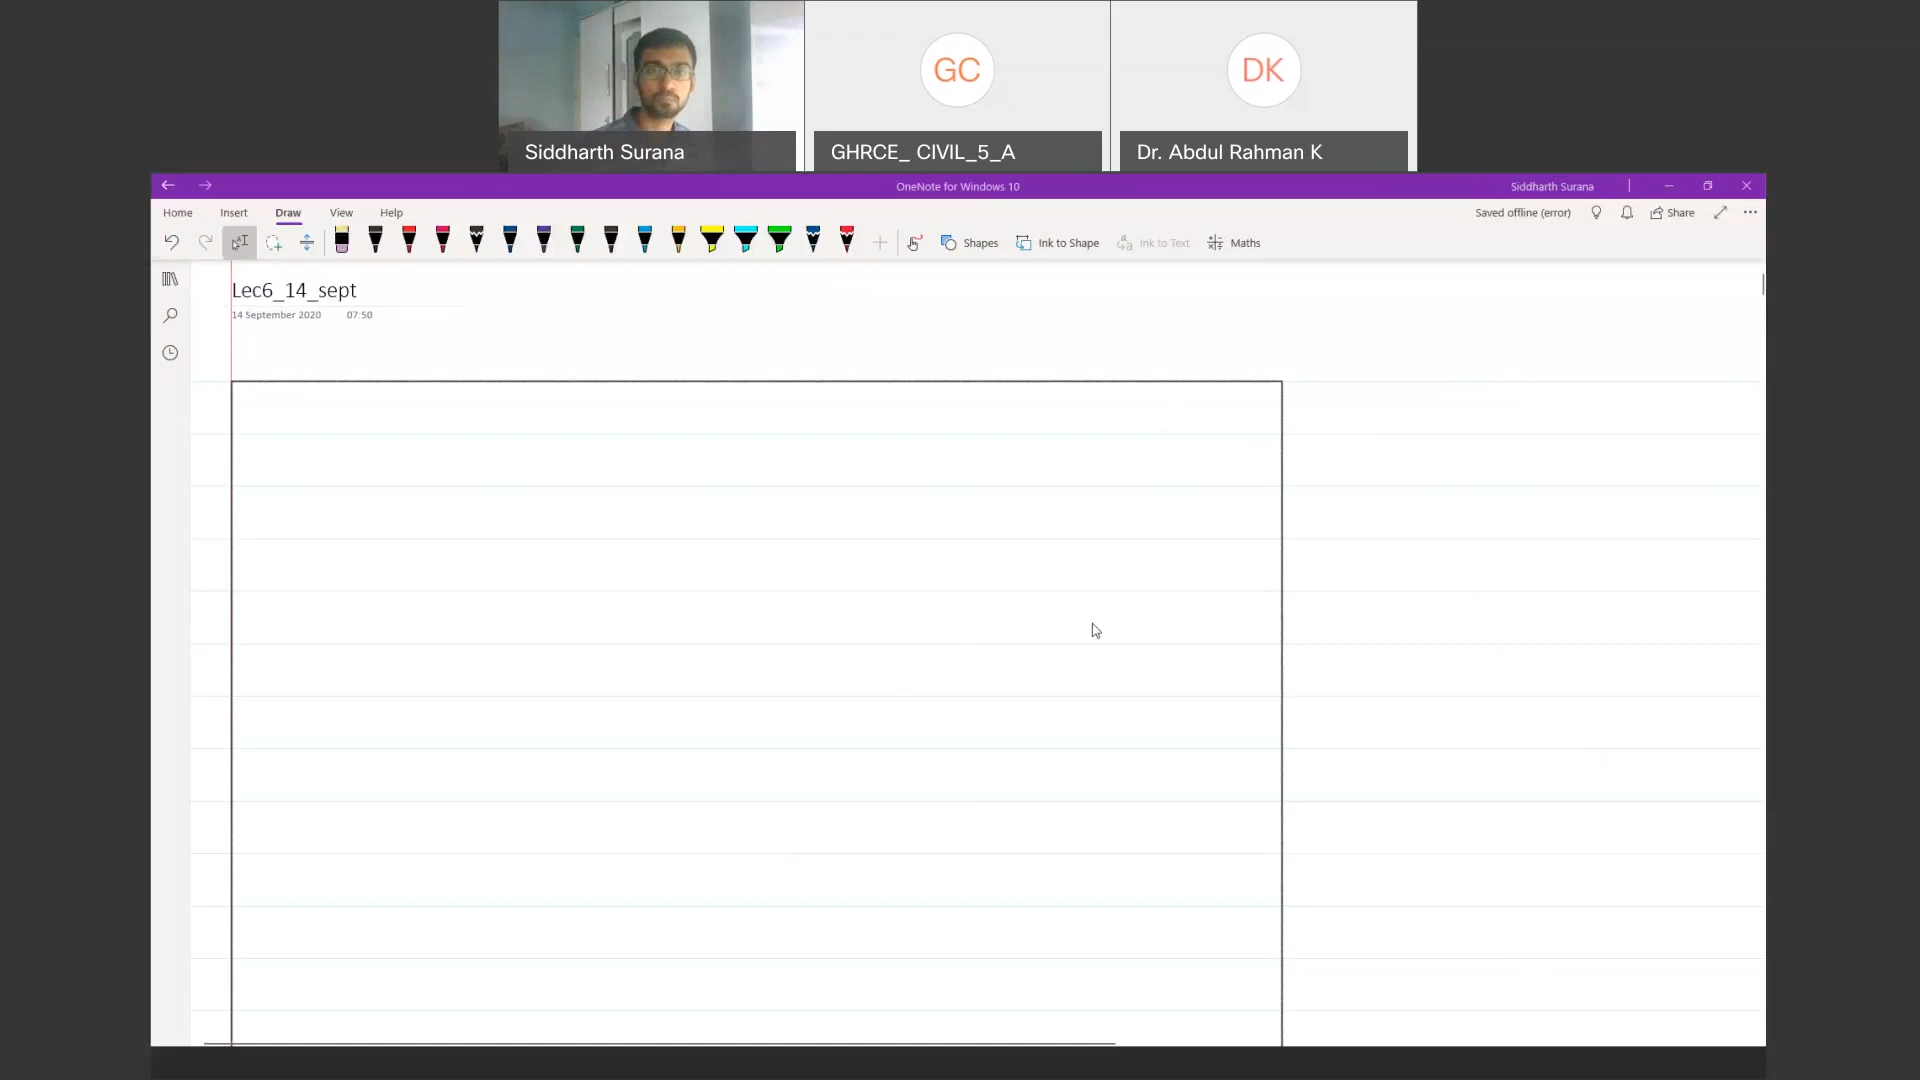 GC
DK
Siddharth Surana
GHRCE_ CIVIL_5_A
Dr. Abdul Rahman K
OneNote for Windows 10
Siddharth Surana
Home Insert Draw View Help
Saved offline (error)
Share
Shapes
Ink to Shape
Ink to Text
Maths
Lec6_14_sept
14 September 2020 07:50